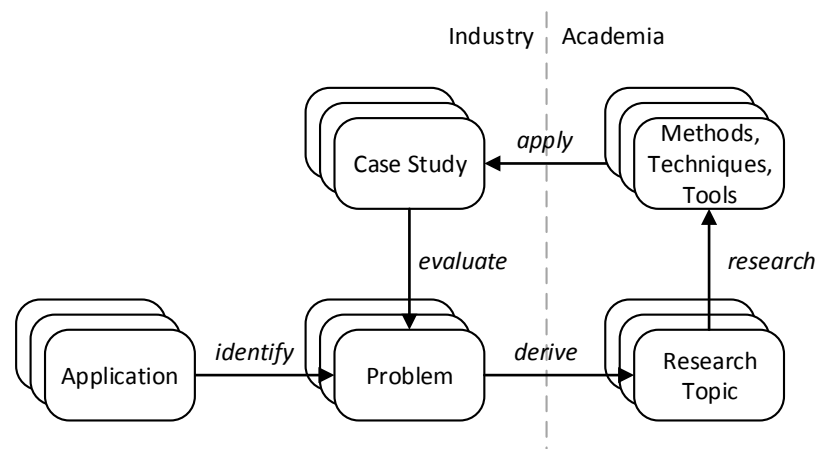 Industry
Academia
Case Study
apply
Methods,
Techniques,
Tools
evaluate
research
Application
identify
Problem
derive
Research
Topic